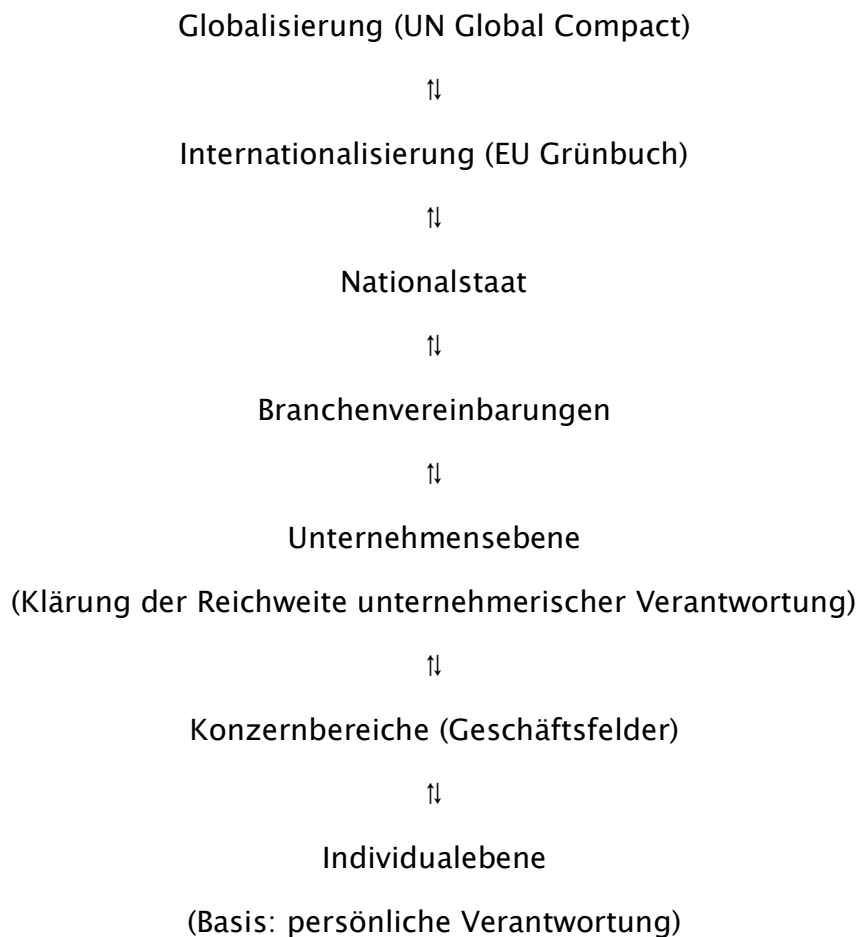 Globalisierung (UN Global Compact)
⇅
Internationalisierung (EU Grünbuch)
⇅
Nationalstaat
⇅
Branchenvereinbarungen
⇅
Unternehmensebene
(Klärung der Reichweite unternehmerischer Verantwortung)
⇅
Konzernbereiche (Geschäftsfelder)
⇅
Individualebene
(Basis: persönliche Verantwortung)